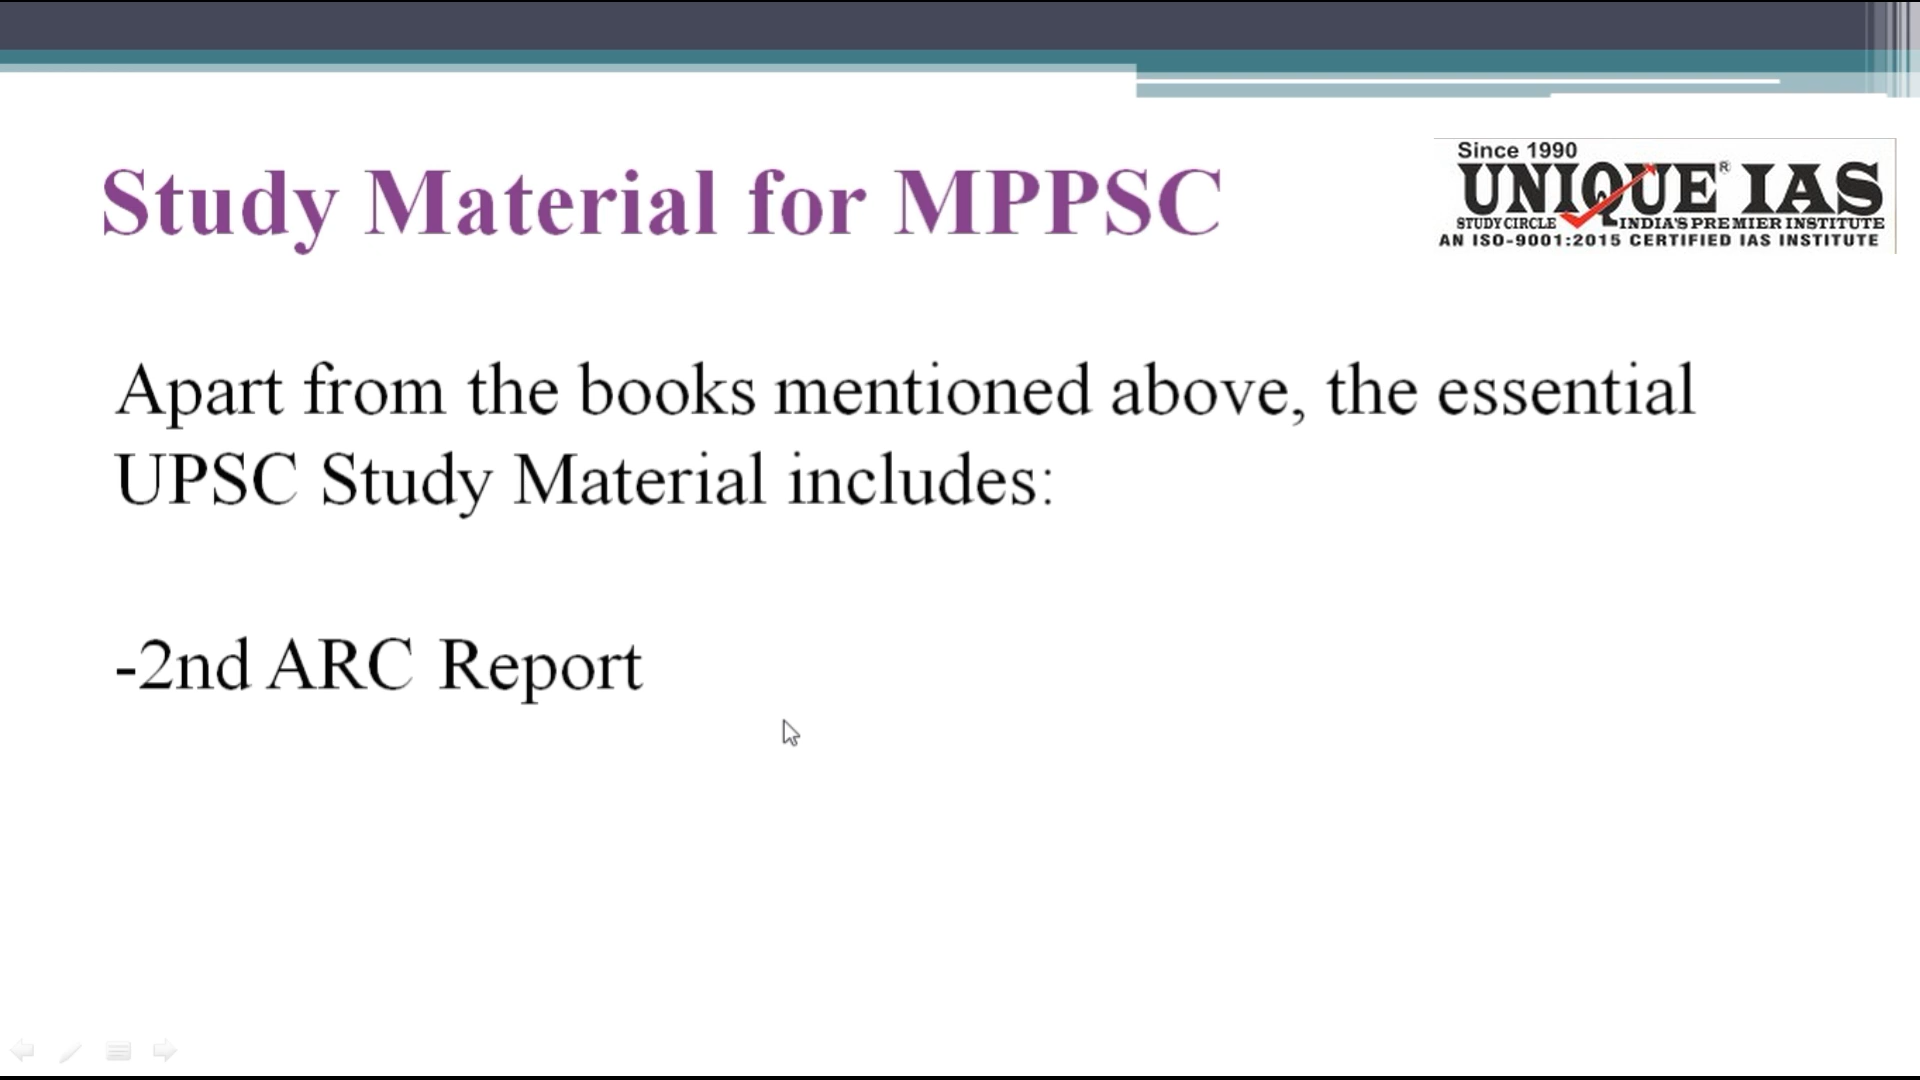 Study Material for MPPSC
Since 1990
UNIQUE IAS
®
STUDY CIRCLE INDIA'S PREMIER INSTITUTE
AN ISO-9001:2015 CERTIFIED IAS INSTITUTE
Apart from the books mentioned above, the essential
UPSC Study Material includes:
-2nd ARC Report